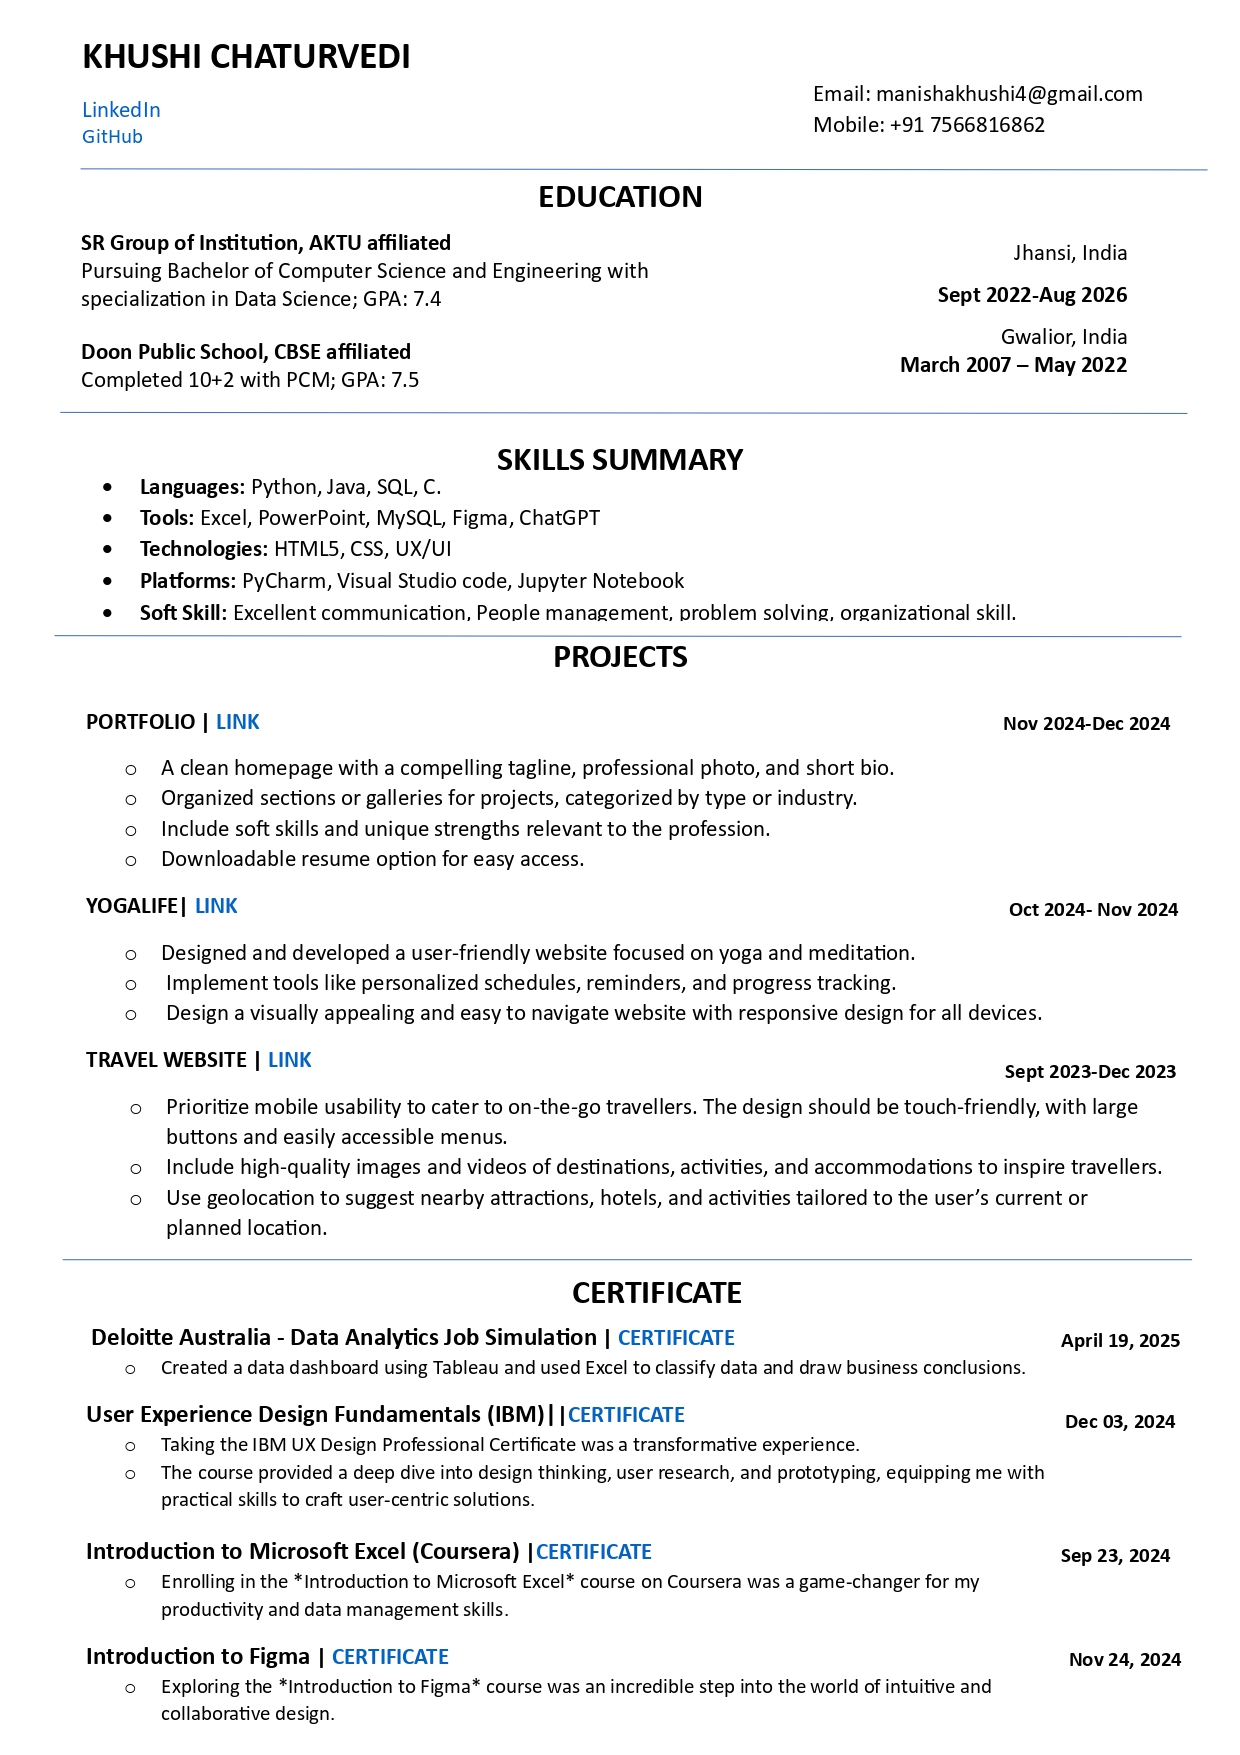 KHUSHI CHATURVEDI
LinkedIn
GitHub
Email: manishakhushi4@gmail.com
Mobile: +91 7566816862
EDUCATION
SR Group of Institution, AKTU affiliated
Pursuing Bachelor of Computer Science and Engineering with
specialization in Data Science; GPA: 7.4
Jhansi, India
Sept 2022-Aug 2026
Doon Public School, CBSE affiliated
Completed 10+2 with PCM; GPA: 7.5
Gwalior, India
March 2007 – May 2022
SKILLS SUMMARY
• Languages: Python, Java, SQL, C.
• Tools: Excel, PowerPoint, MySQL, Figma, ChatGPT
• Technologies: HTML5, CSS, UX/UI
• Platforms: PyCharm, Visual Studio code, Jupyter Notebook
• Soft Skill: Excellent communication, People management, problem solving, organizational skill.
PROJECTS
PORTFOLIO | LINK
Nov 2024-Dec 2024
o A clean homepage with a compelling tagline, professional photo, and short bio.
o Organized sections or galleries for projects, categorized by type or industry.
o Include soft skills and unique strengths relevant to the profession.
o Downloadable resume option for easy access.
YOGALIFE| LINK
Oct 2024- Nov 2024
o Designed and developed a user-friendly website focused on yoga and meditation.
o Implement tools like personalized schedules, reminders, and progress tracking.
o Design a visually appealing and easy to navigate website with responsive design for all devices.
TRAVEL WEBSITE | LINK
Sept 2023-Dec 2023
o Prioritize mobile usability to cater to on-the-go travellers. The design should be touch-friendly, with large
buttons and easily accessible menus.
o Include high-quality images and videos of destinations, activities, and accommodations to inspire travellers.
o Use geolocation to suggest nearby attractions, hotels, and activities tailored to the user’s current or
planned location.
CERTIFICATE
Deloitte Australia - Data Analytics Job Simulation | CERTIFICATE
April 19, 2025
o Created a data dashboard using Tableau and used Excel to classify data and draw business conclusions.
User Experience Design Fundamentals (IBM)||CERTIFICATE
Dec 03, 2024
o Taking the IBM UX Design Professional Certificate was a transformative experience.
o The course provided a deep dive into design thinking, user research, and prototyping, equipping me with
practical skills to craft user-centric solutions.
Introduction to Microsoft Excel (Coursera) |CERTIFICATE
Sep 23, 2024
o Enrolling in the *Introduction to Microsoft Excel* course on Coursera was a game-changer for my
productivity and data management skills.
Introduction to Figma | CERTIFICATE
Nov 24, 2024
o Exploring the *Introduction to Figma* course was an incredible step into the world of intuitive and
collaborative design.